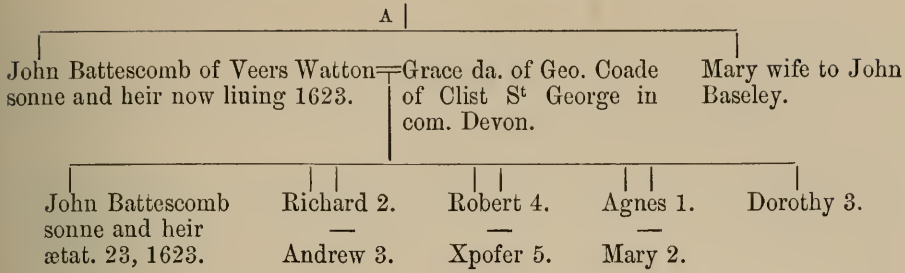 A
John Battescomb of Veers Watton
sonne and heir now liuing 1623.
Grace da. of Geo. Coade
of Clist St George in
com. Devon.
Mary wife to John
Baseley.
John Battescomb
sonne and heir
ætat. 23, 1623.
Richard 2.
Andrew 3.
Robert 4.
Xpofer 5.
Agnes 1.
Mary 2.
Dorothy 3.